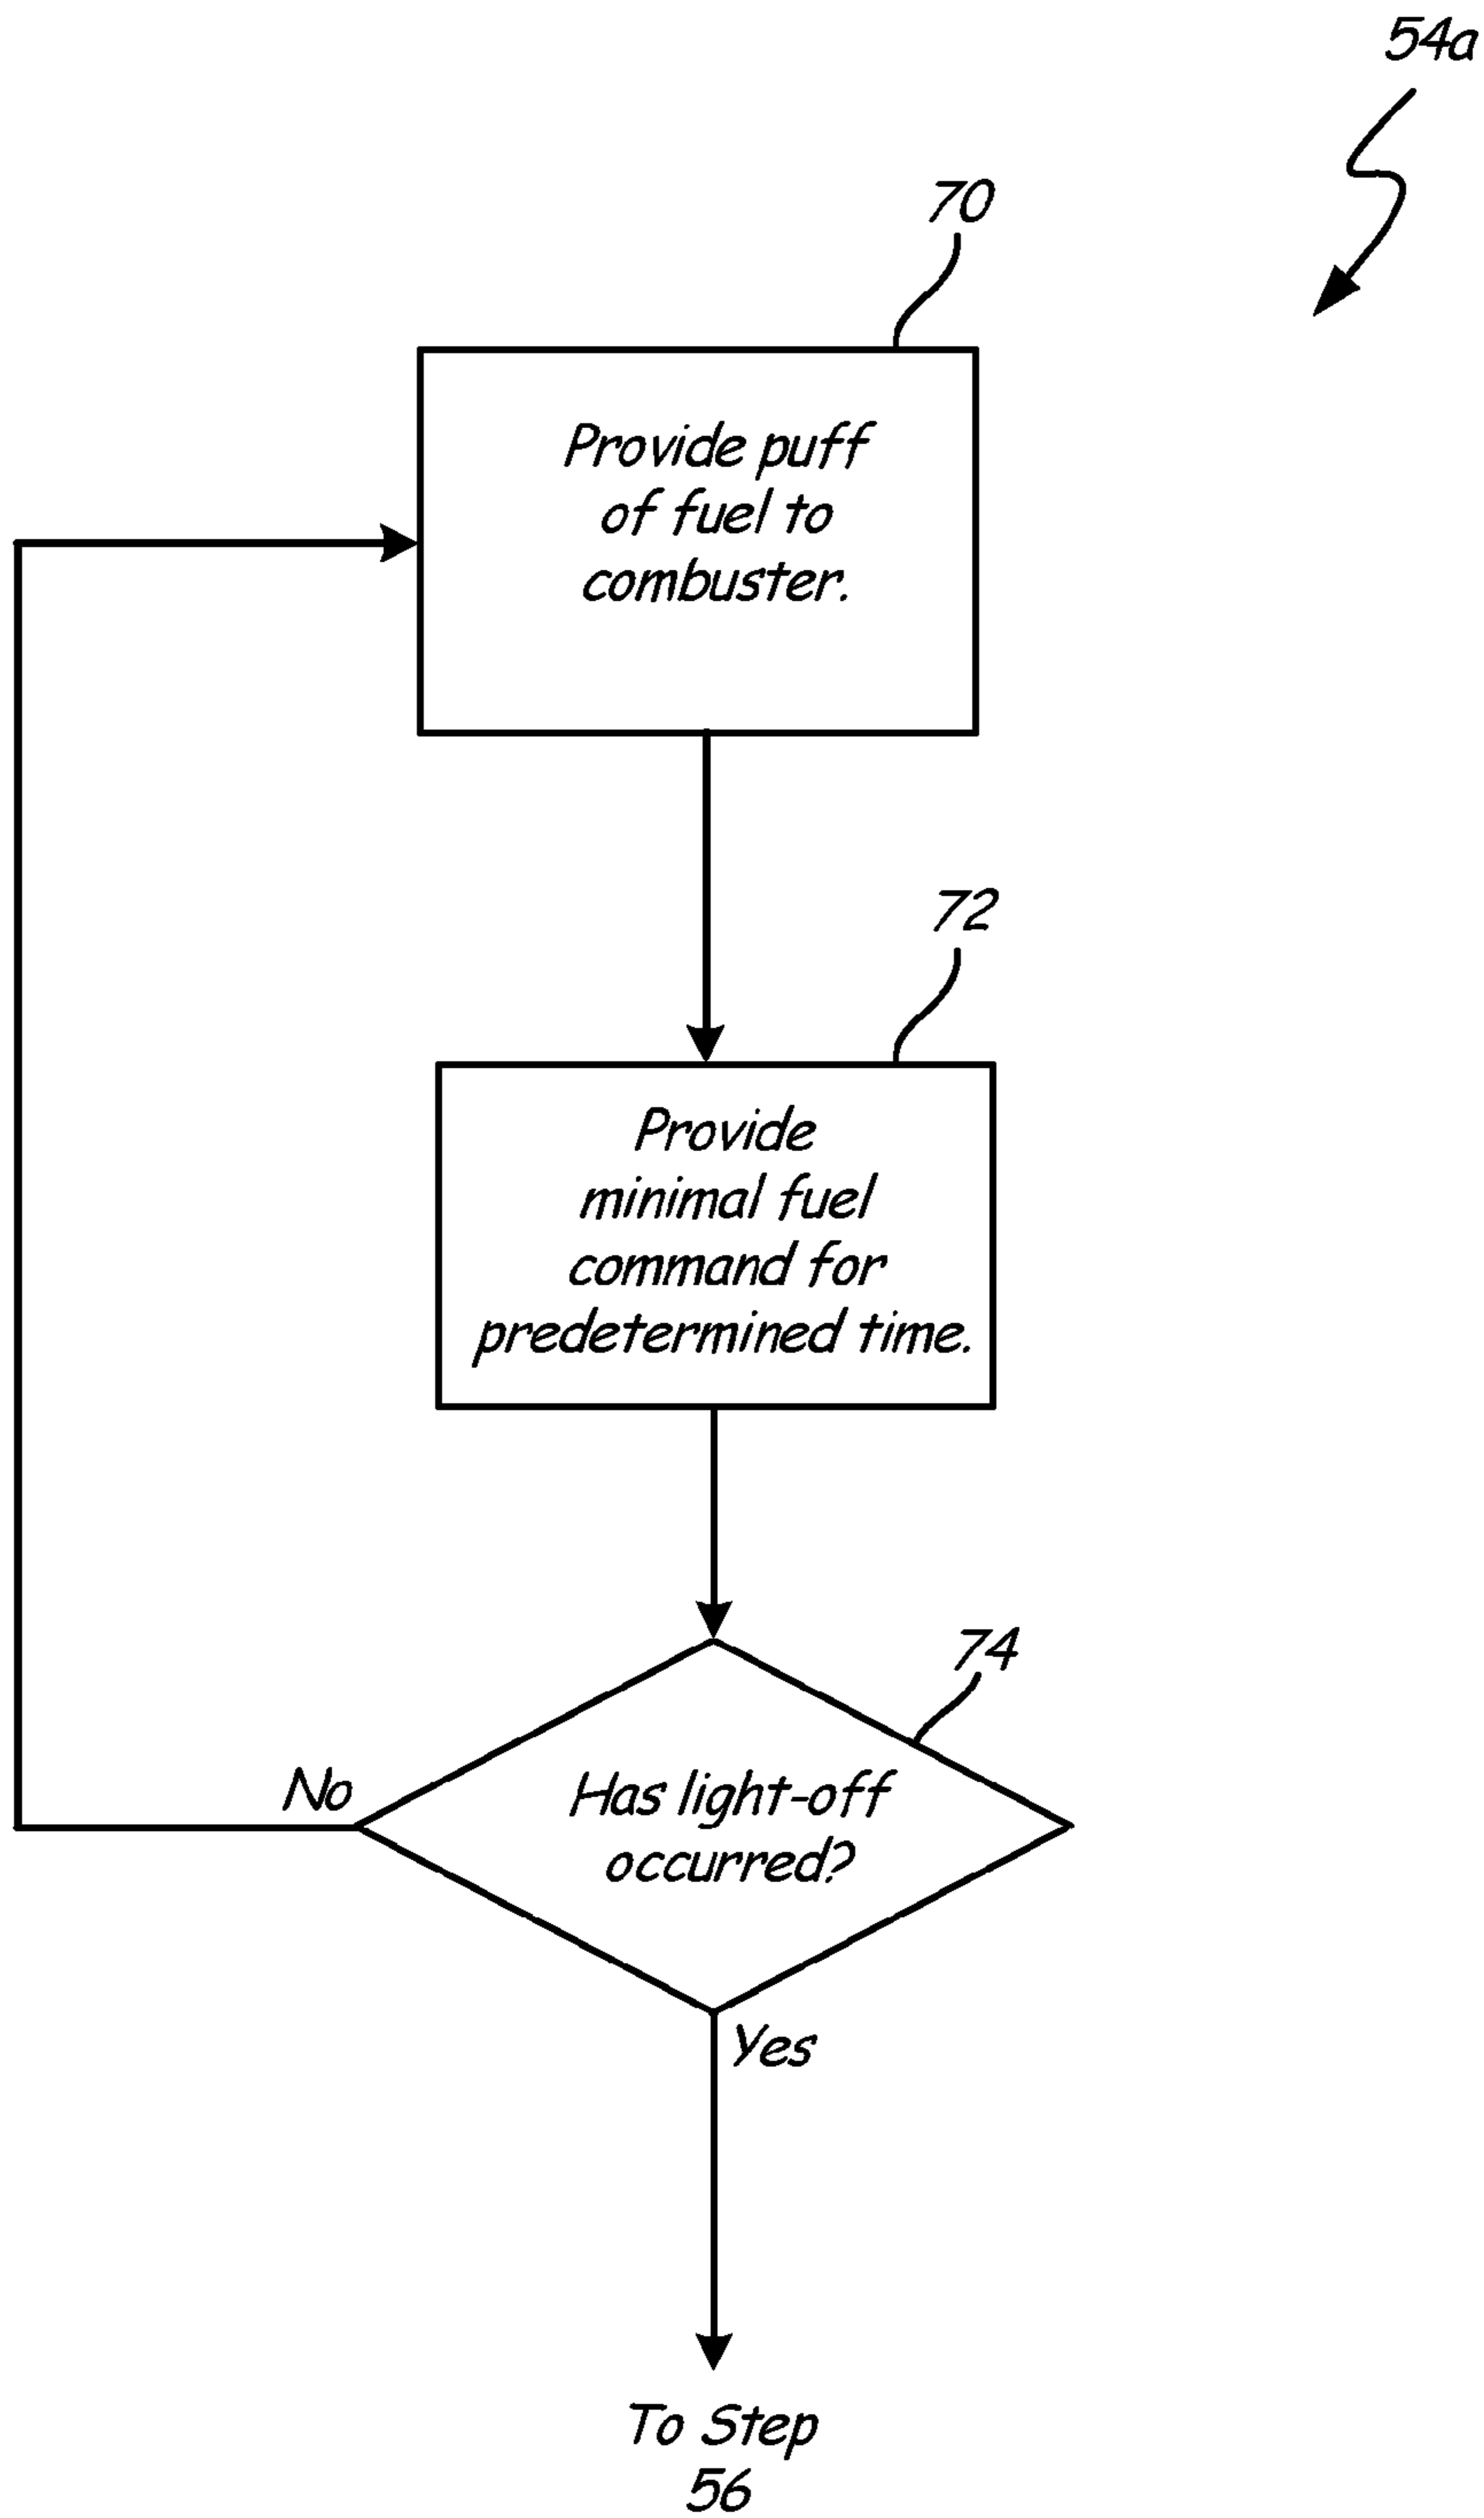 54a
70
Provide puff
of fuel to
combuster.
72
Provide
minimal fuel
command for
predetermined time.
74
No
Has light-off
occurred?
Yes
To Step
56